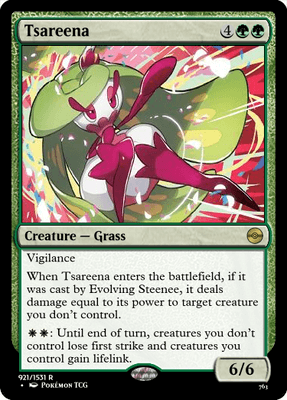 Tsareena 4
Creature — Grass
Vigilance
When Tsareena enters the battlefield, if it
was cast by Evolving Steenee, it deals
damage equal to its power to target creature
you don't control.
: Until end of turn, creatures you don't
control lose first strike and creatures you
control gain lifelink.
6/6
921/1531 R
• Pokémon TCG
761